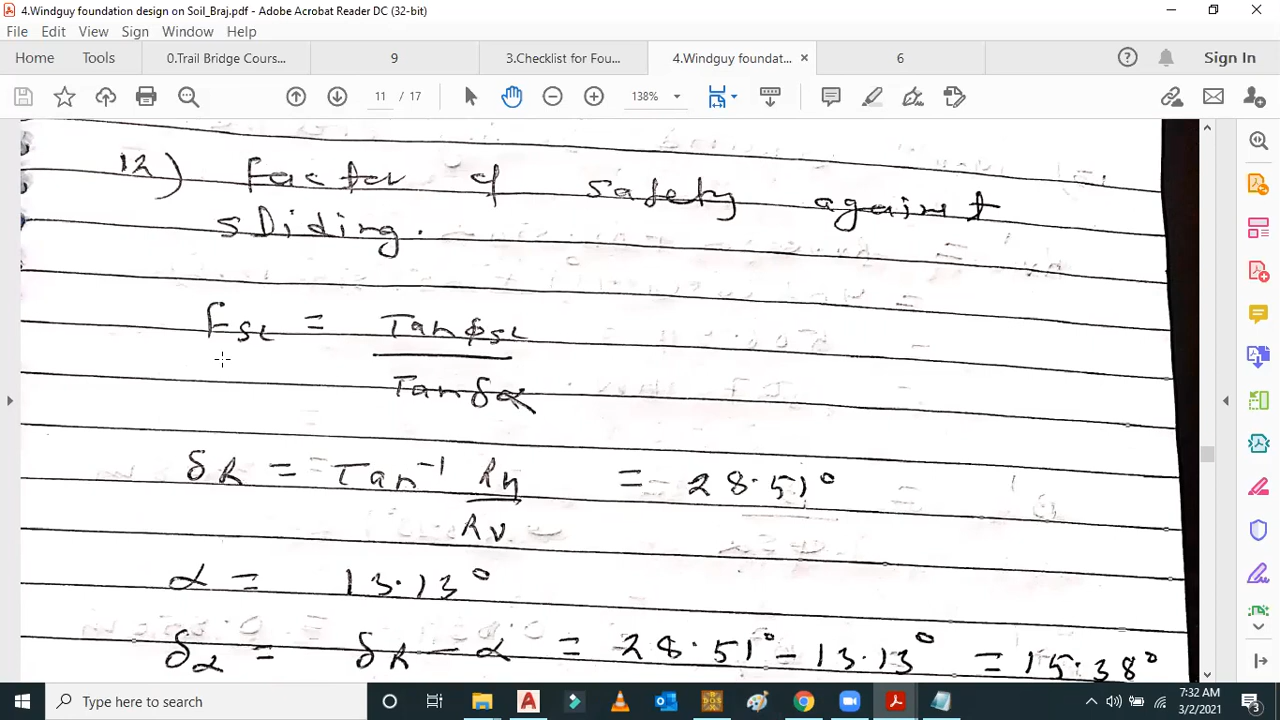 4.Windguy foundation design on Soil_Braj.pdf - Adobe Acrobat Reader DC (32-bit)
File Edit View Sign Window Help
Home Tools 0.Trail Bridge Cours... 9 3.Checklist for Fou... 4.Windguy foundat... × 6 Sign In
11 / 17 138%
12) Factor of safety against
sliding.
FSL = TanϕSL
Tanδα
δR = Tan⁻¹ Rh = 28.51°
Rv
α = 13.13°
δα = δR - α = 28.51° - 13.13° = 15.38°
Type here to search
7:32 AM
3/2/2021
3